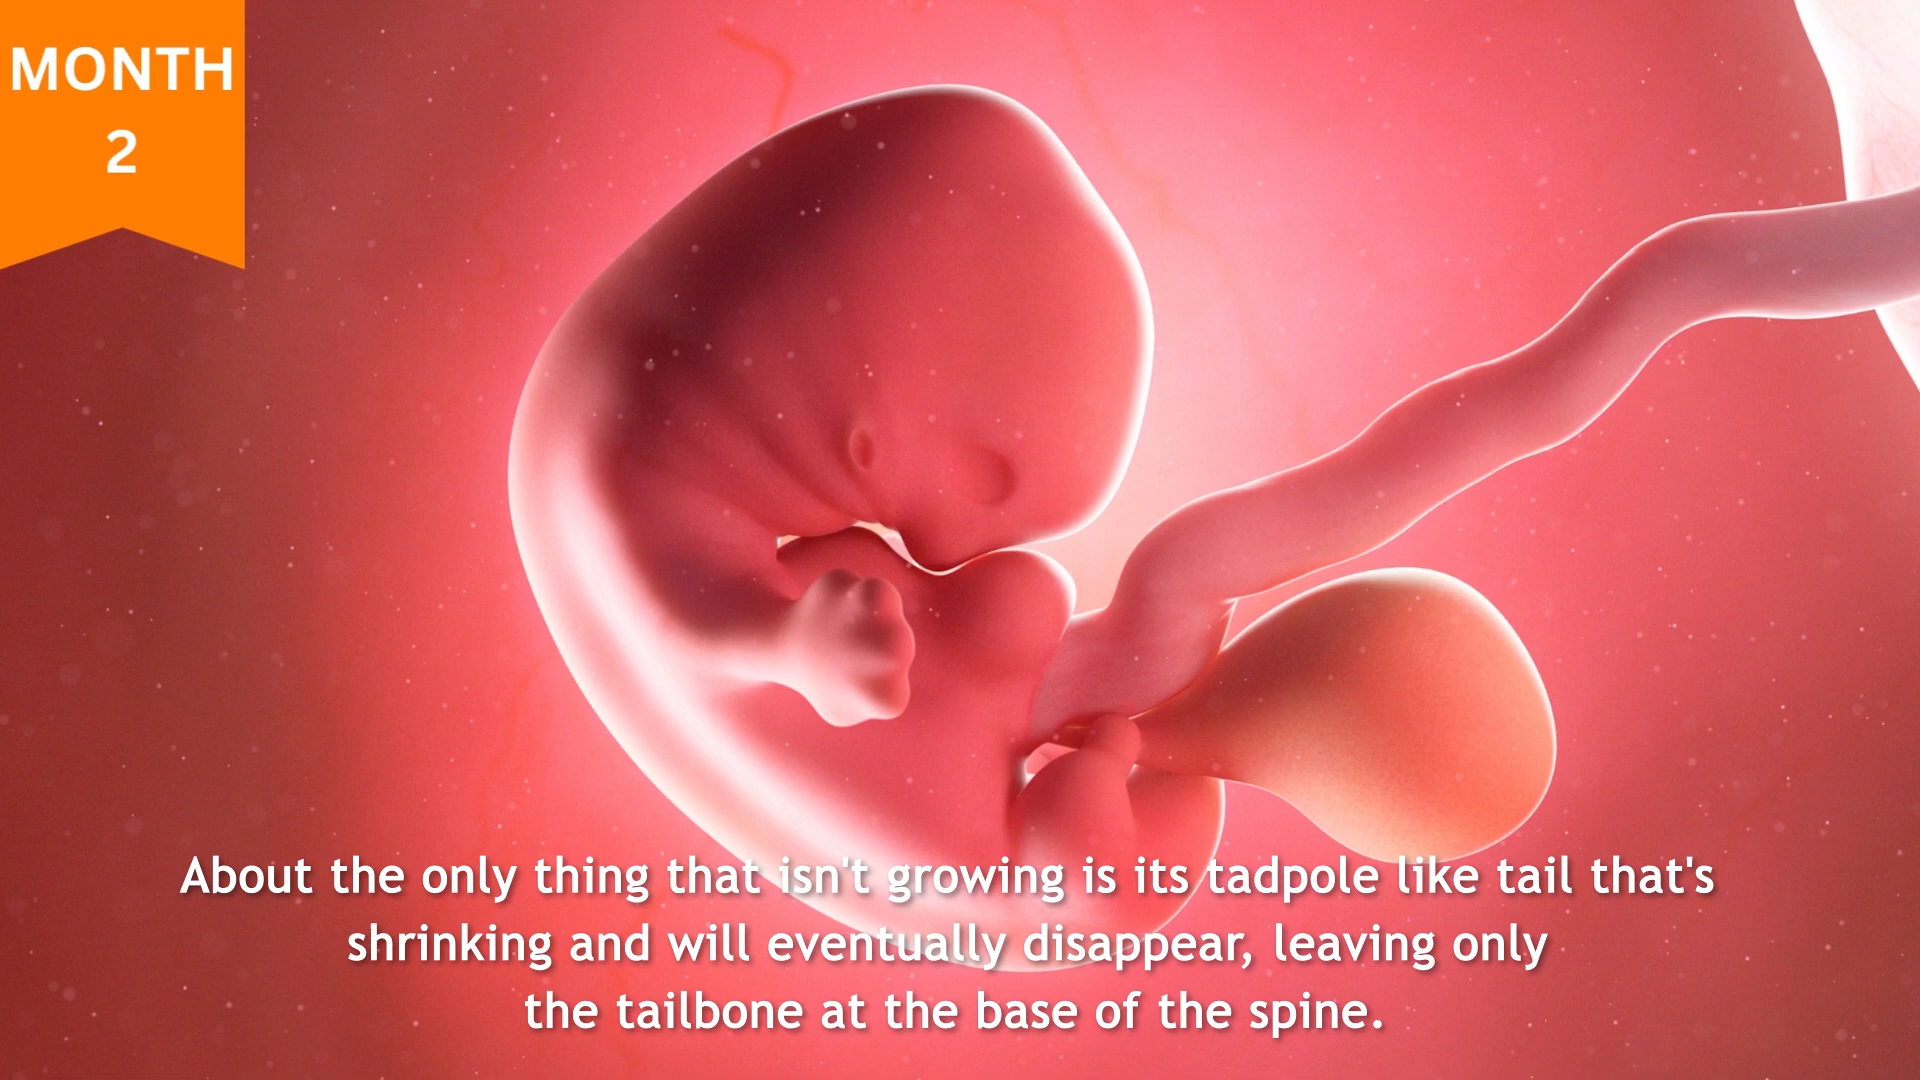 MONTH
2
About the only thing that isn't growing is its tadpole like tail that's
shrinking and will eventually disappear, leaving only
the tailbone at the base of the spine.